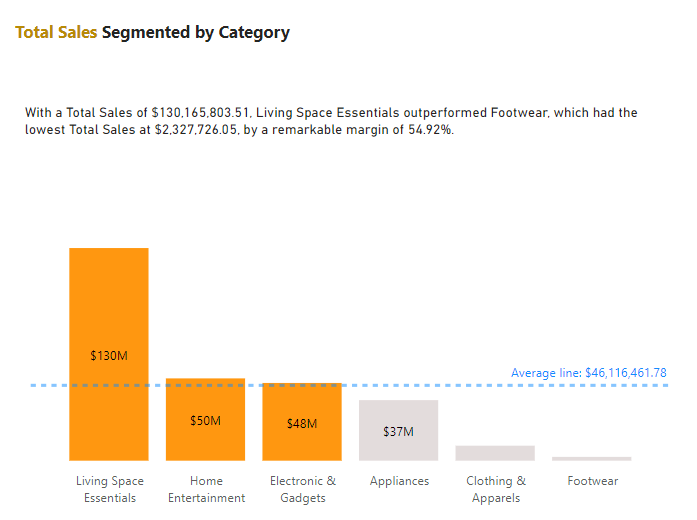 Total Sales Segmented by Category
With a Total Sales of $130,165,803.51, Living Space Essentials outperformed Footwear, which had the
lowest Total Sales at $2,327,726.05, by a remarkable margin of 54.92%.
Average line: $46,116,461.78
$130M
$50M
$48M
$37M
Living Space
Essentials
Home
Entertainment
Electronic &
Gadgets
Appliances
Clothing &
Apparels
Footwear